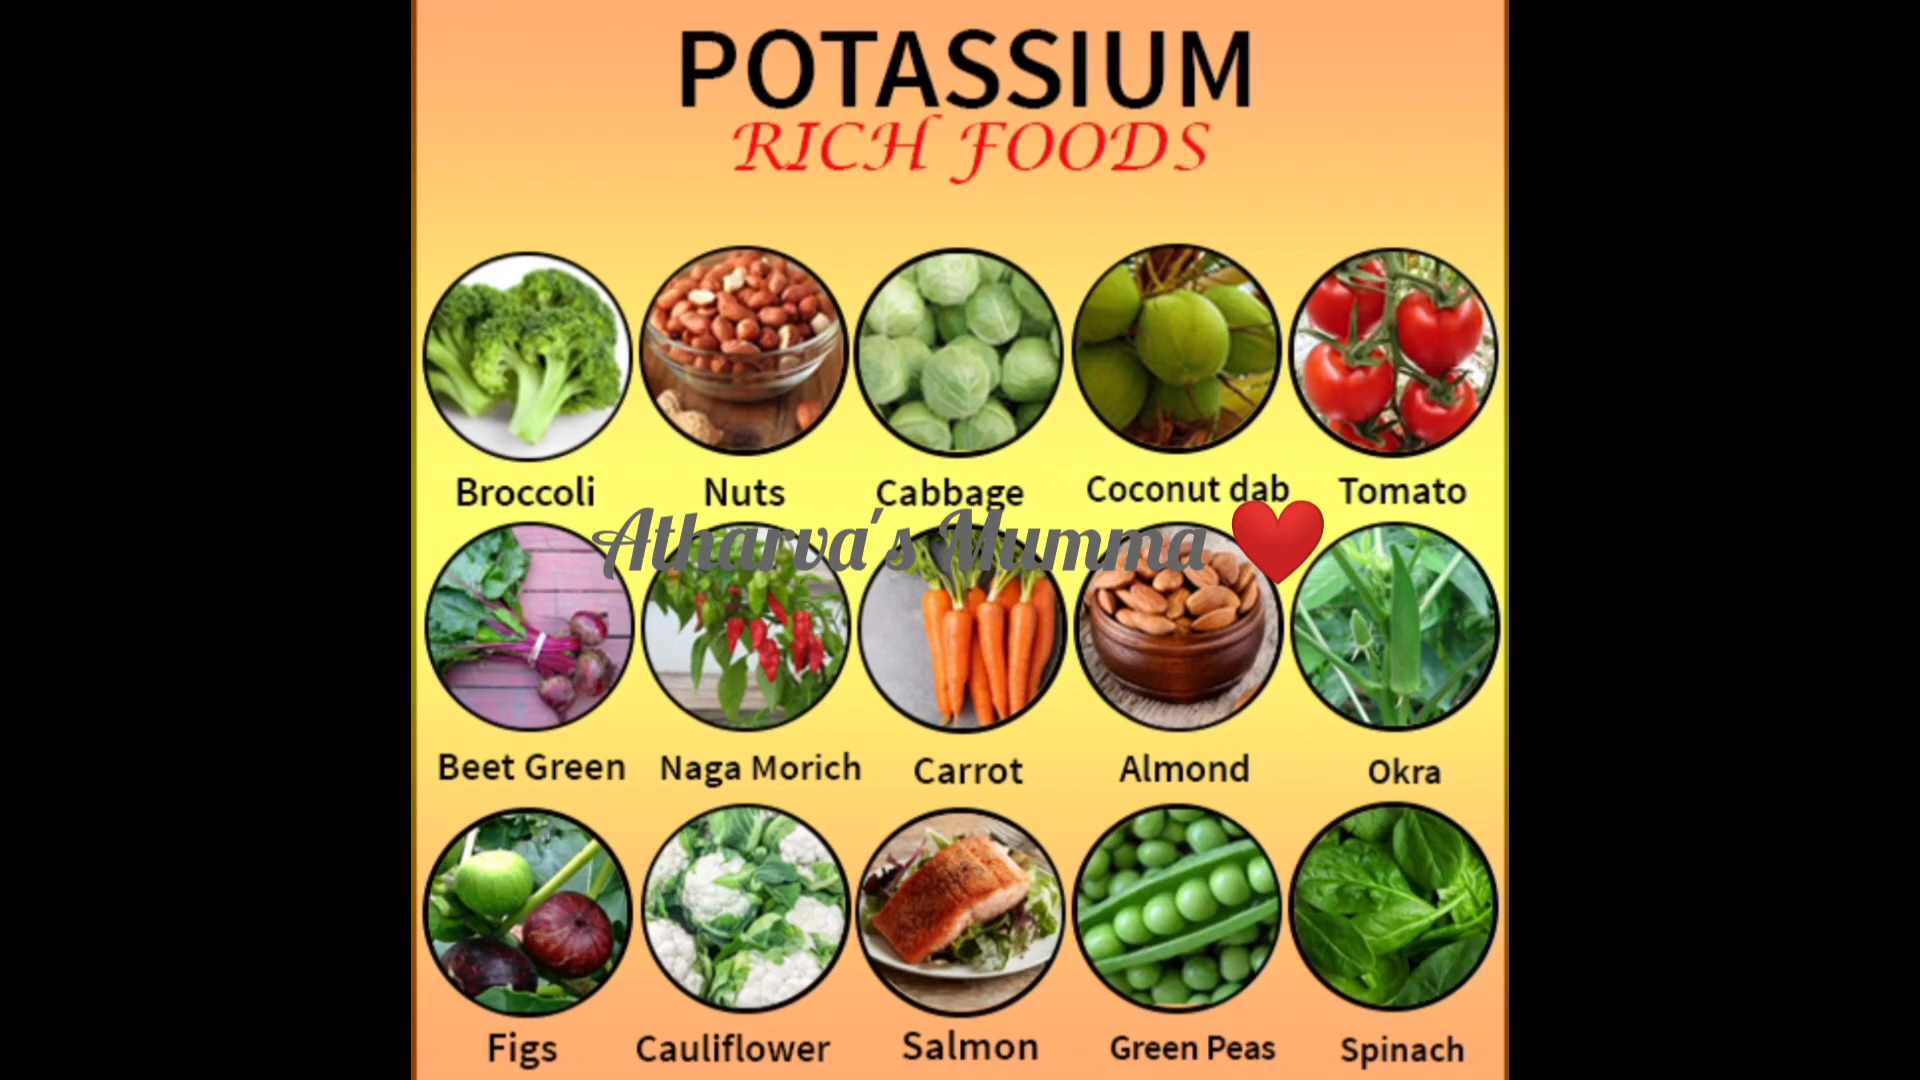 POTASSIUM
RICH FOODS
Broccoli Nuts Cabbage Coconut dab Tomato
Atharva's Mumma ❤️
Beet Green Naga Morich Carrot Almond Okra
Figs Cauliflower Salmon Green Peas Spinach